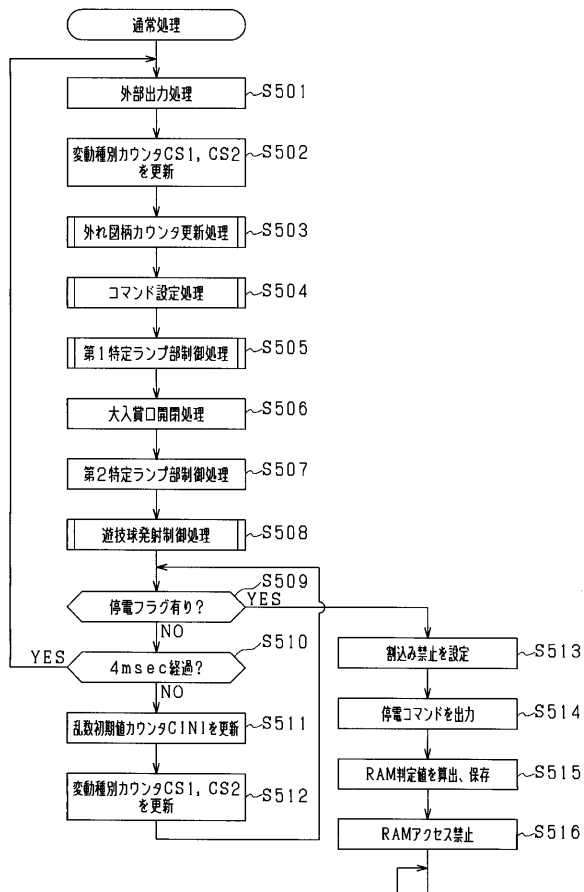 通常処理
外部出力処理
S501
変動種別カウンタCS1, CS2
を更新
S502
外れ図柄カウンタ更新処理
S503
コマンド設定処理
S504
第1特定ランプ部制御処理
S505
大入賞口開閉処理
S506
第2特定ランプ部制御処理
S507
遊技球発射制御処理
S508
停電フラグ有り?
S509
YES
NO
4msec経過?
S510
YES
NO
乱数初期値カウンタCINIを更新
S511
変動種別カウンタCS1, CS2
を更新
S512
割込み禁止を設定
S513
停電コマンドを出力
S514
RAM判定値を算出、保存
S515
RAMアクセス禁止
S516